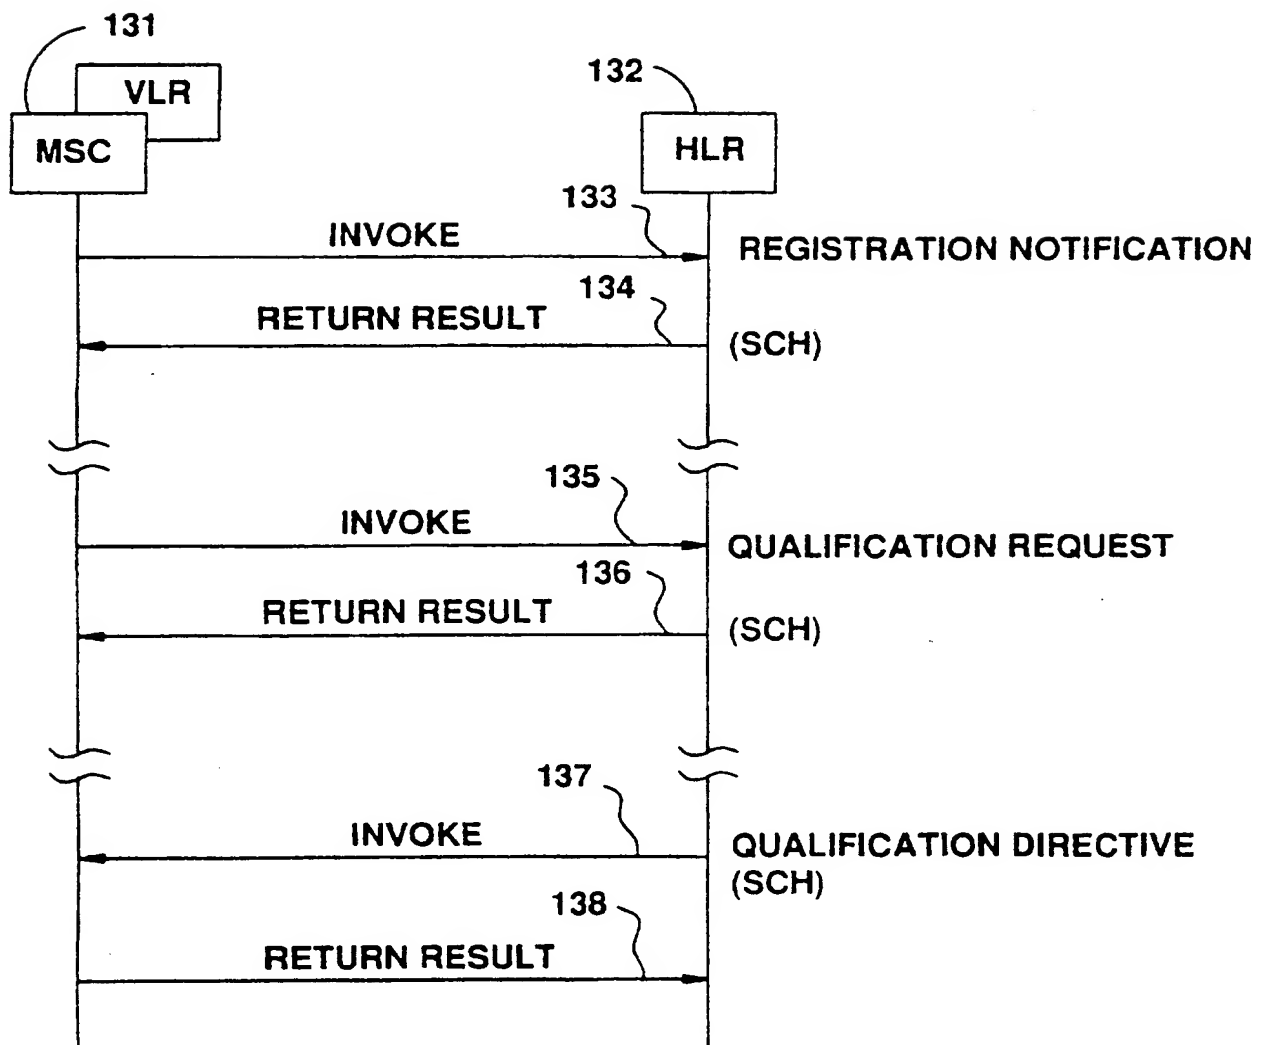 131
VLR
132
MSC
HLR
133
INVOKE
REGISTRATION NOTIFICATION
134
RETURN RESULT
(SCH)
135
INVOKE
QUALIFICATION REQUEST
136
RETURN RESULT
(SCH)
137
INVOKE
QUALIFICATION DIRECTIVE
(SCH)
138
RETURN RESULT